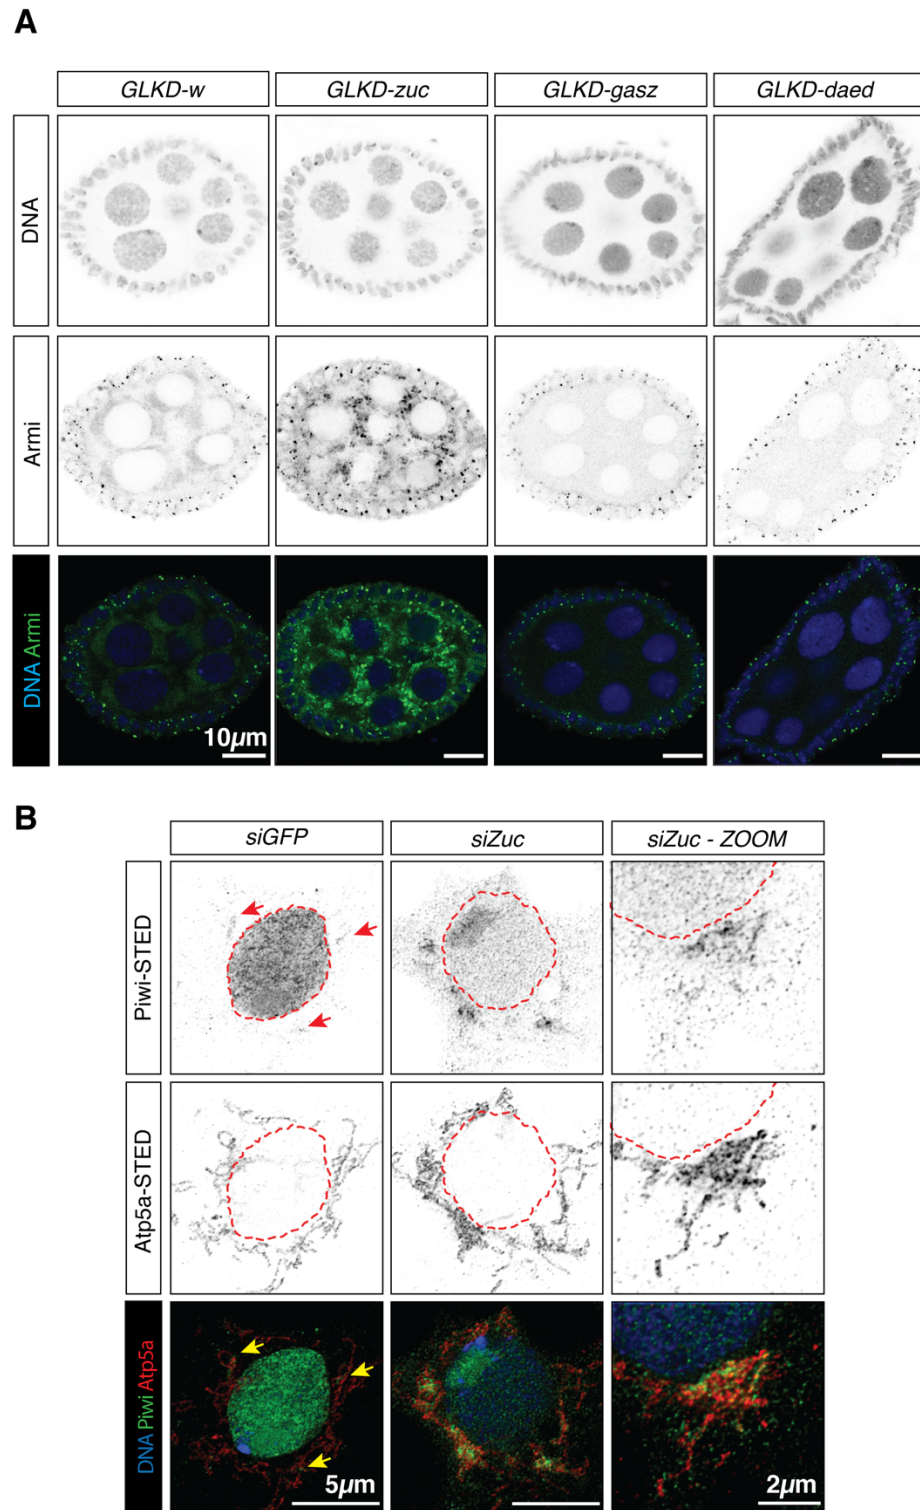 A
GLKD-w
GLKD-zuc
GLKD-gasz
GLKD-daed
DNA
Armi
DNA Armi
10µm
B
siGFP
siZuc
siZuc - ZOOM
Piwi-STED
Atp5a-STED
DNA Piwi Atp5a
5µm
2µm